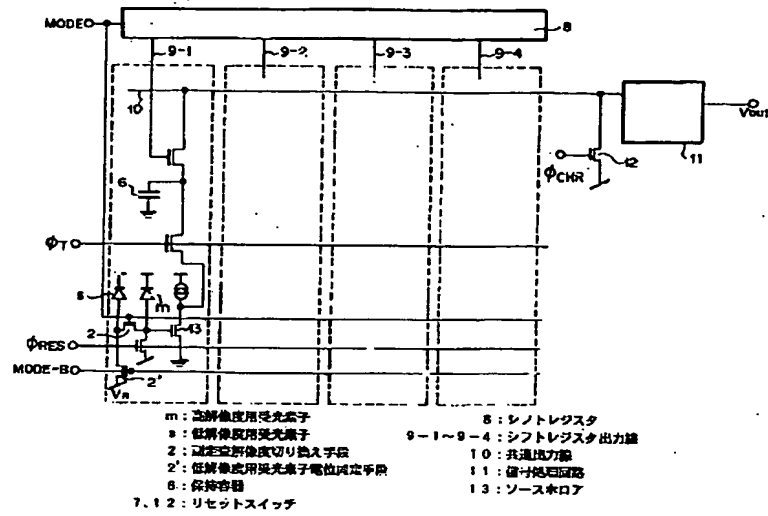 MODE
8
9-1
9-2
9-3
9-4
10
Vout
11
12
φCHR
6
φT
s
m
2
13
φRES
MODE-B
2'
VR
m：高解像度用受光素子
s：低解像度用受光素子
2：副走査解像度切り換え手段
2'：低解像度用受光素子電位固定手段
6：保持容器
7,12：リセットスイッチ
8：シフトレジスタ
9-1~9-4：シフトレジスタ出力線
10：共通出力線
11：信号処理回路
13：ソースホロア